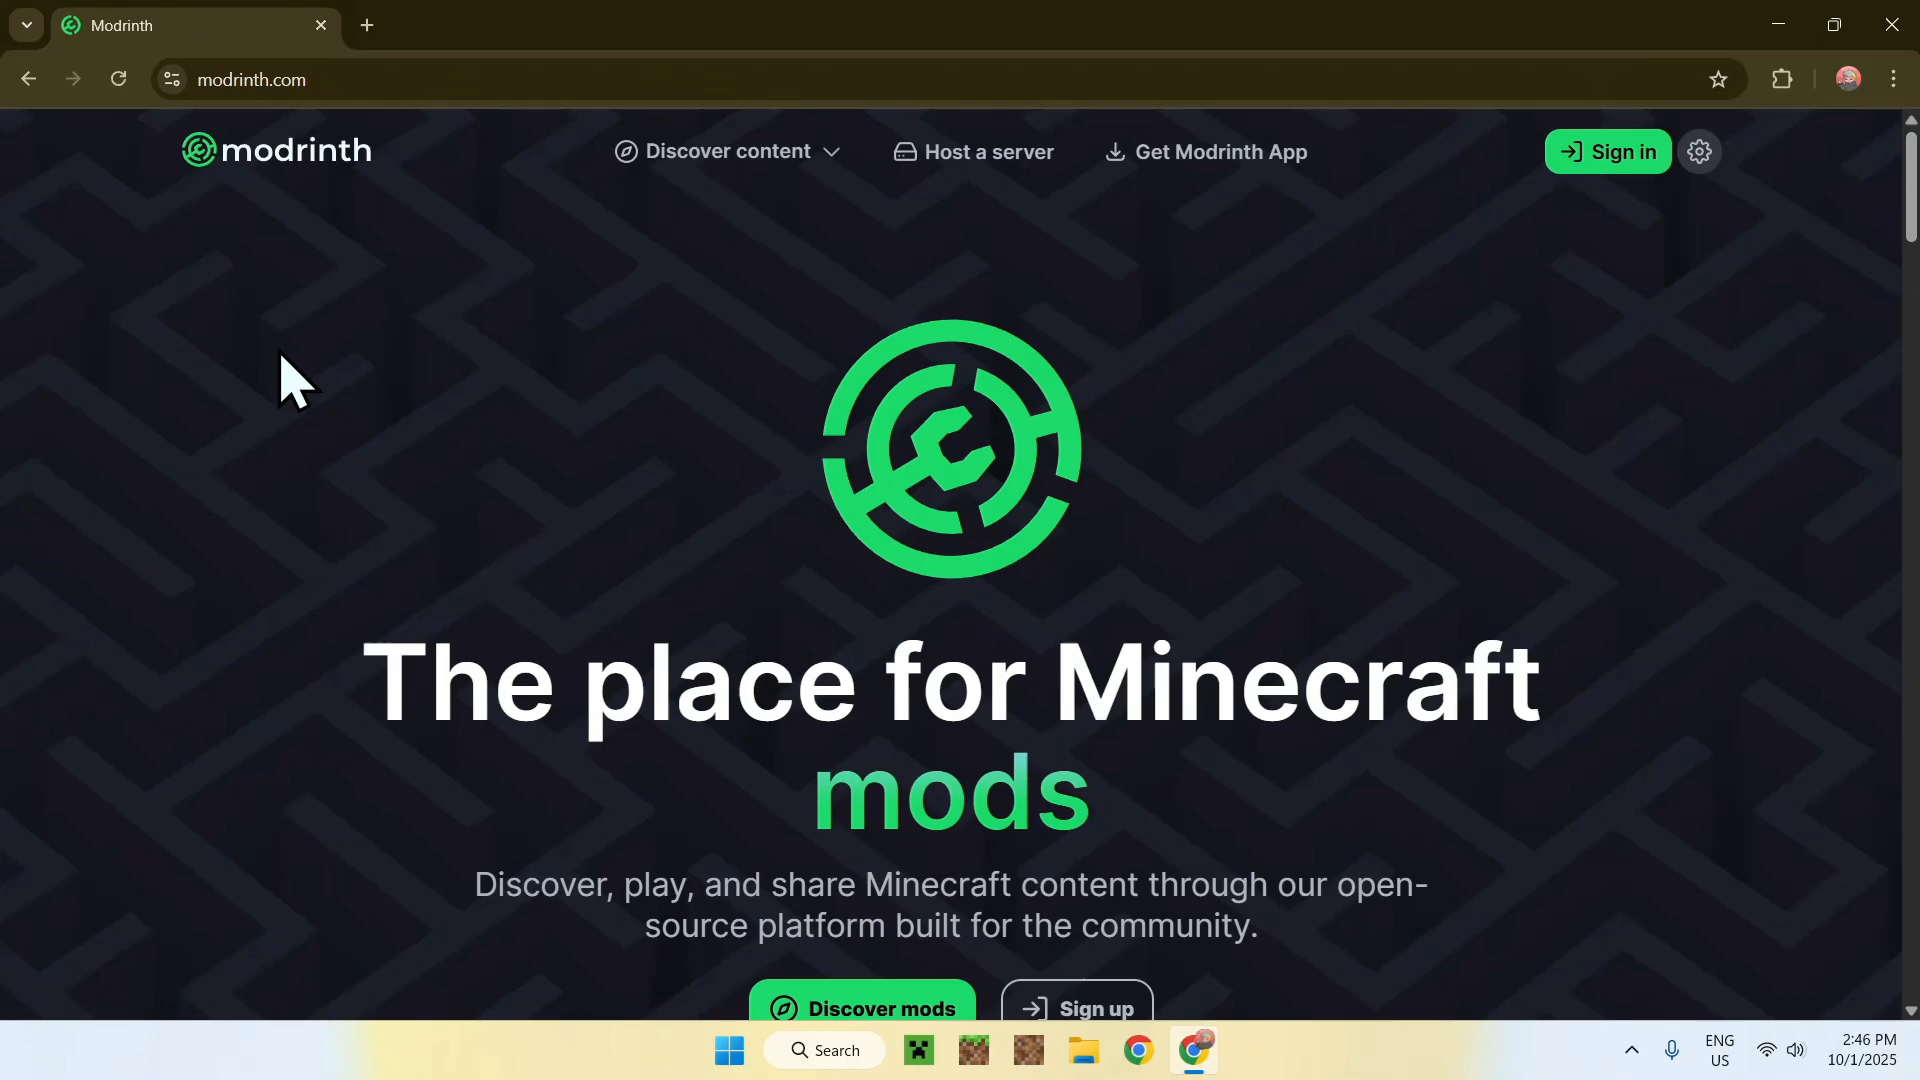 Modrinth
modrinth.com
modrinth
Discover content
Host a server
Get Modrinth App
Sign in
The place for Minecraft
mods
Discover, play, and share Minecraft content through our open-
source platform built for the community.
Discover mods
Sign up
Search
ENG
US
2:46 PM
10/1/2025